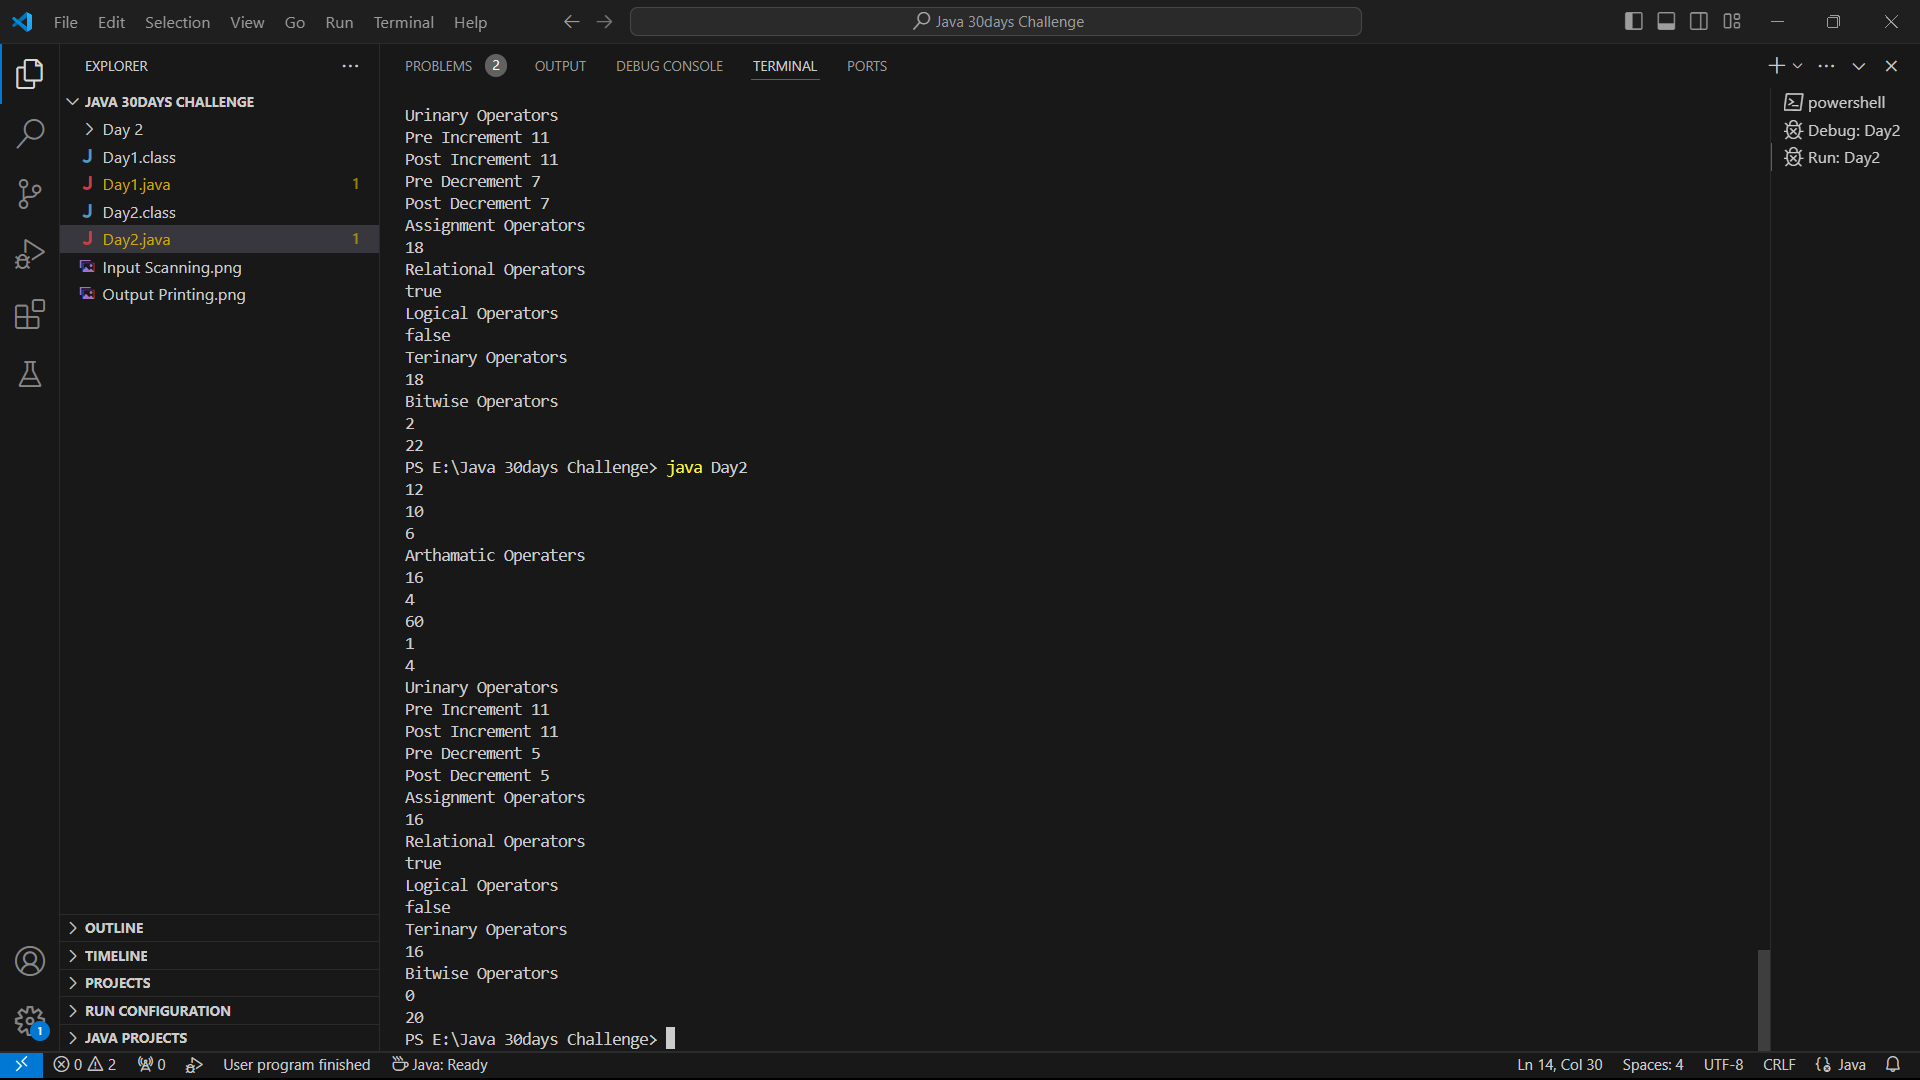 File Edit Selection View Go Run Terminal Help
Java 30days Challenge
EXPLORER
JAVA 30DAYS CHALLENGE
Day 2
Day1.class
Day1.java 1
Day2.class
Day2.java 1
Input Scanning.png
Output Printing.png
OUTLINE
TIMELINE
PROJECTS
RUN CONFIGURATION
JAVA PROJECTS
1
PROBLEMS 2 OUTPUT DEBUG CONSOLE TERMINAL PORTS
Urinary Operators
Pre Increment 11
Post Increment 11
Pre Decrement 7
Post Decrement 7
Assignment Operators
18
Relational Operators
true
Logical Operators
false
Terinary Operators
18
Bitwise Operators
2
22
PS E:\Java 30days Challenge> java Day2
12
10
6
Arthamatic Operaters
16
4
60
1
4
Urinary Operators
Pre Increment 11
Post Increment 11
Pre Decrement 5
Post Decrement 5
Assignment Operators
16
Relational Operators
true
Logical Operators
false
Terinary Operators
16
Bitwise Operators
0
20
PS E:\Java 30days Challenge>
powershell
Debug: Day2
Run: Day2
0 2 0 User program finished Java: Ready
Ln 14, Col 30 Spaces: 4 UTF-8 CRLF Java